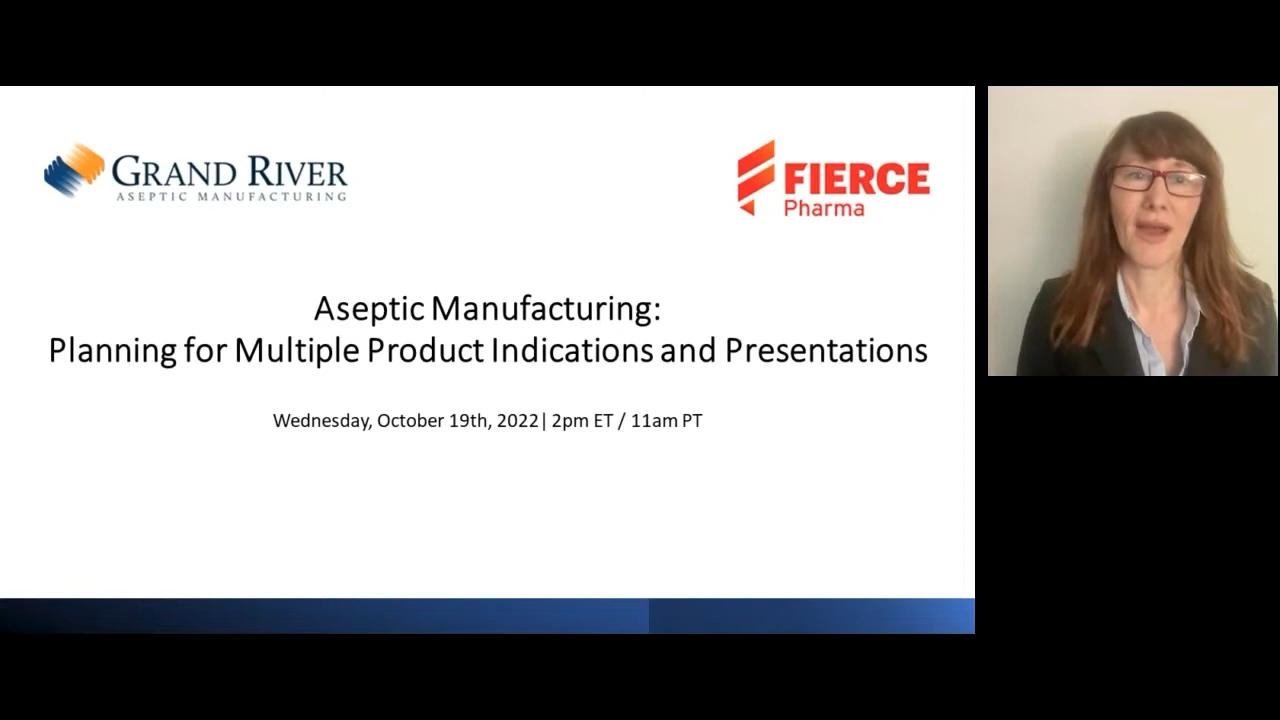 GRAND RIVER
ASEPTIC MANUFACTURING
FIERCE
Pharma
Aseptic Manufacturing:
Planning for Multiple Product Indications and Presentations
Wednesday, October 19th, 2022| 2pm ET / 11am PT